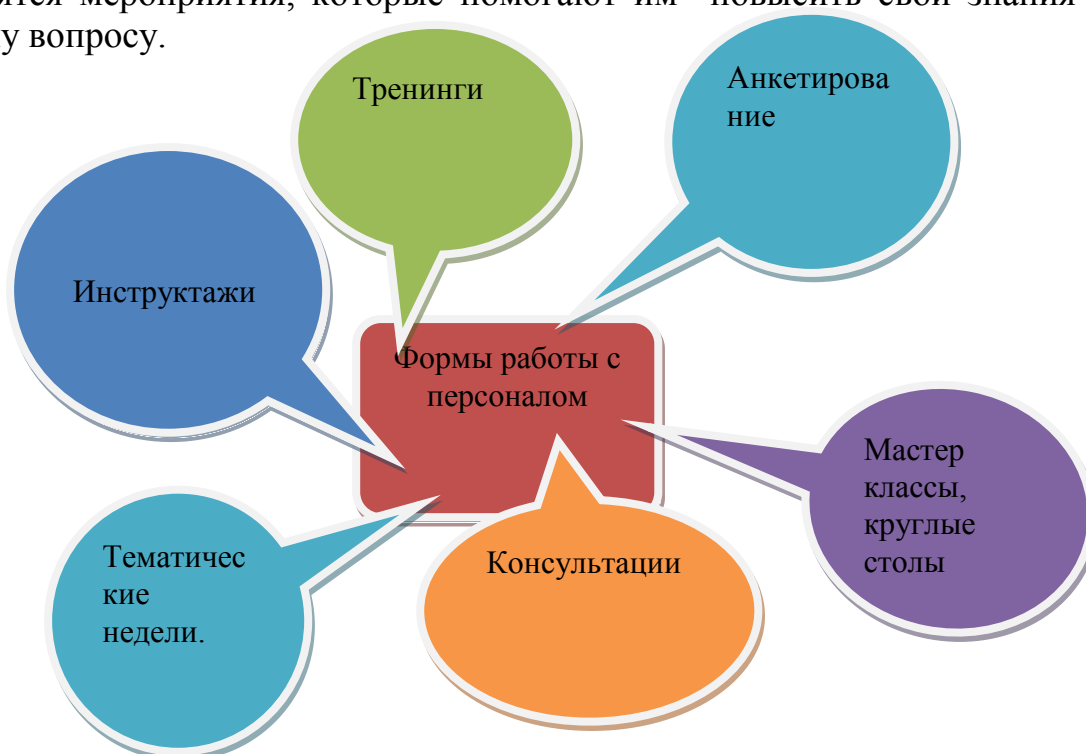 ятся мероприятия, которые помогают им повысить свои знания
у вопросу.
Тренинги
Анкетирова
ние
Инструктажи
Формы работы с
персоналом
Мастер
классы,
круглые
столы
Тематичес
кие
недели.
Консультации